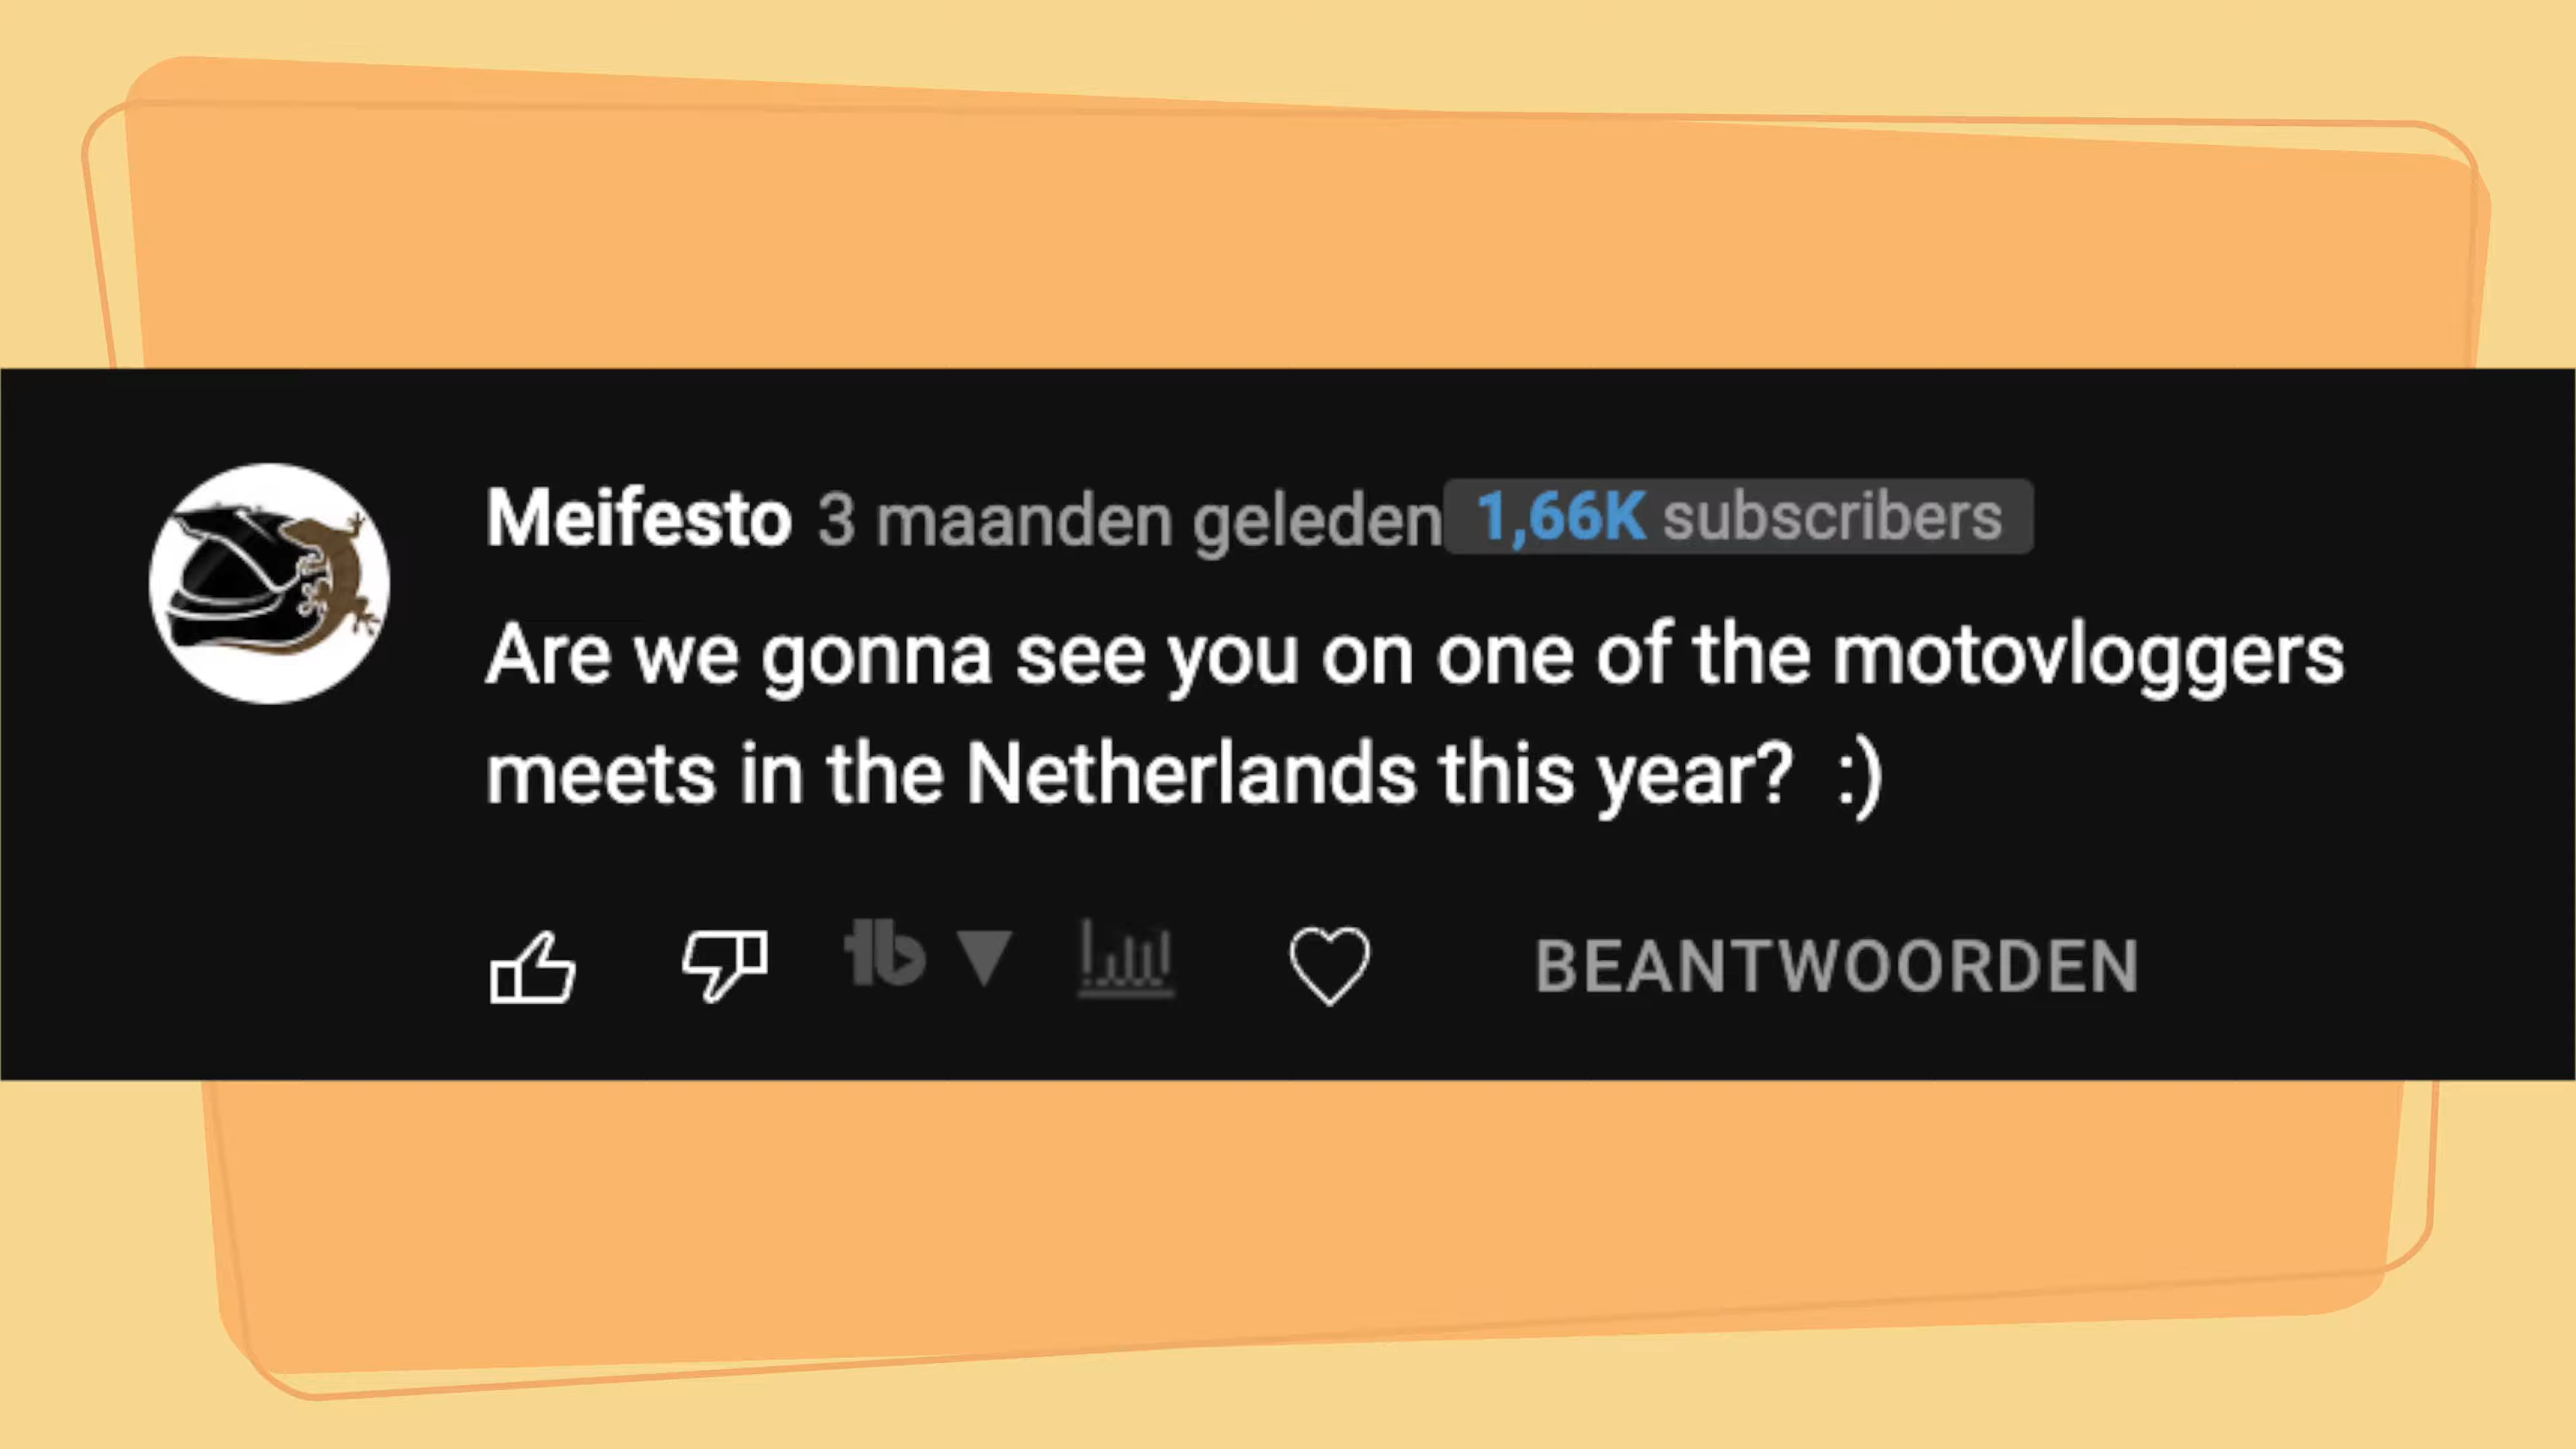 Meifesto 3 maanden geleden 1,66K subscribers
Are we gonna see you on one of the motovloggers
meets in the Netherlands this year? :)
tb BEANTWOORDEN